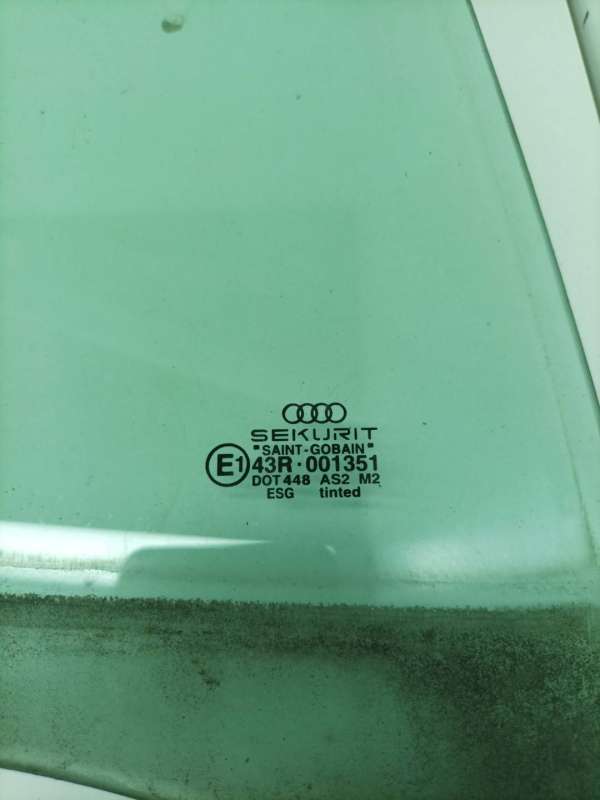 SEKURIT
"SAINT-GOBAIN"
E1 43R·001351
DOT 448 AS2 M2
ESG tinted